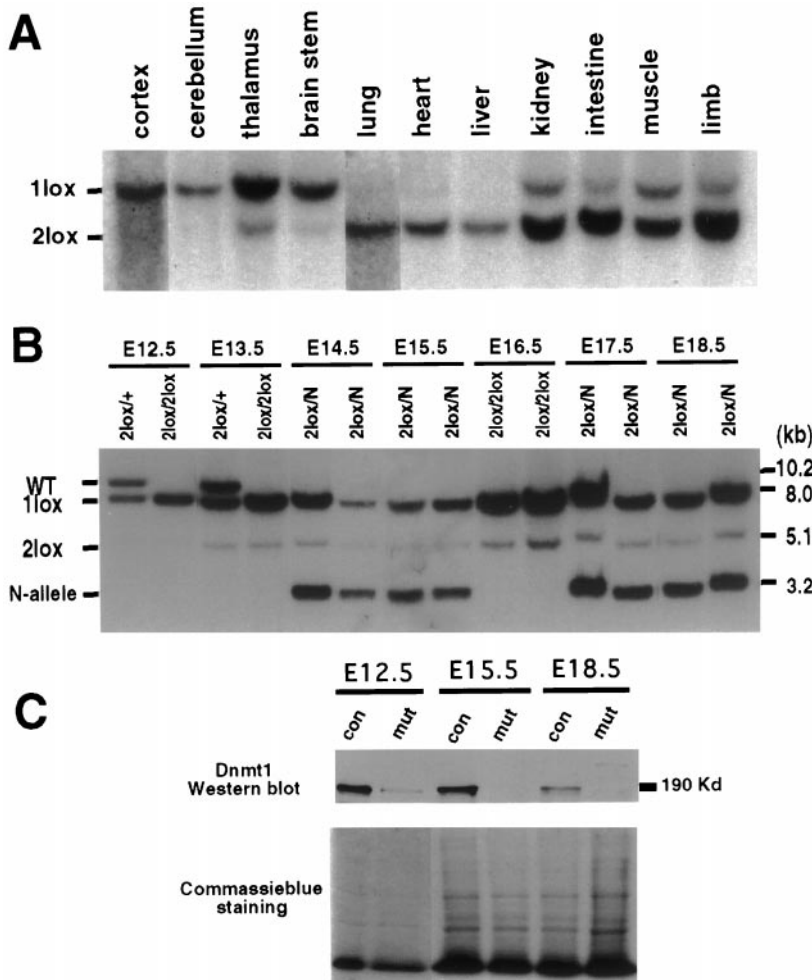 A
cortex
cerebellum
thalamus
brain stem
lung
heart
liver
kidney
intestine
muscle
limb
1lox
2lox
B
E12.5 E13.5 E14.5 E15.5 E16.5 E17.5 E18.5
2lox/+
2lox/2lox
2lox/+
2lox/2lox
2lox/N
2lox/N
2lox/N
2lox/N
2lox/2lox
2lox/2lox
2lox/N
2lox/N
2lox/N
2lox/N
(kb)
WT
1lox
2lox
N-allele
10.2
8.0
5.1
3.2
C
E12.5 E15.5 E18.5
con
mut
con
mut
con
mut
Dnmt1
Western blot
190 Kd
Commassieblue
staining